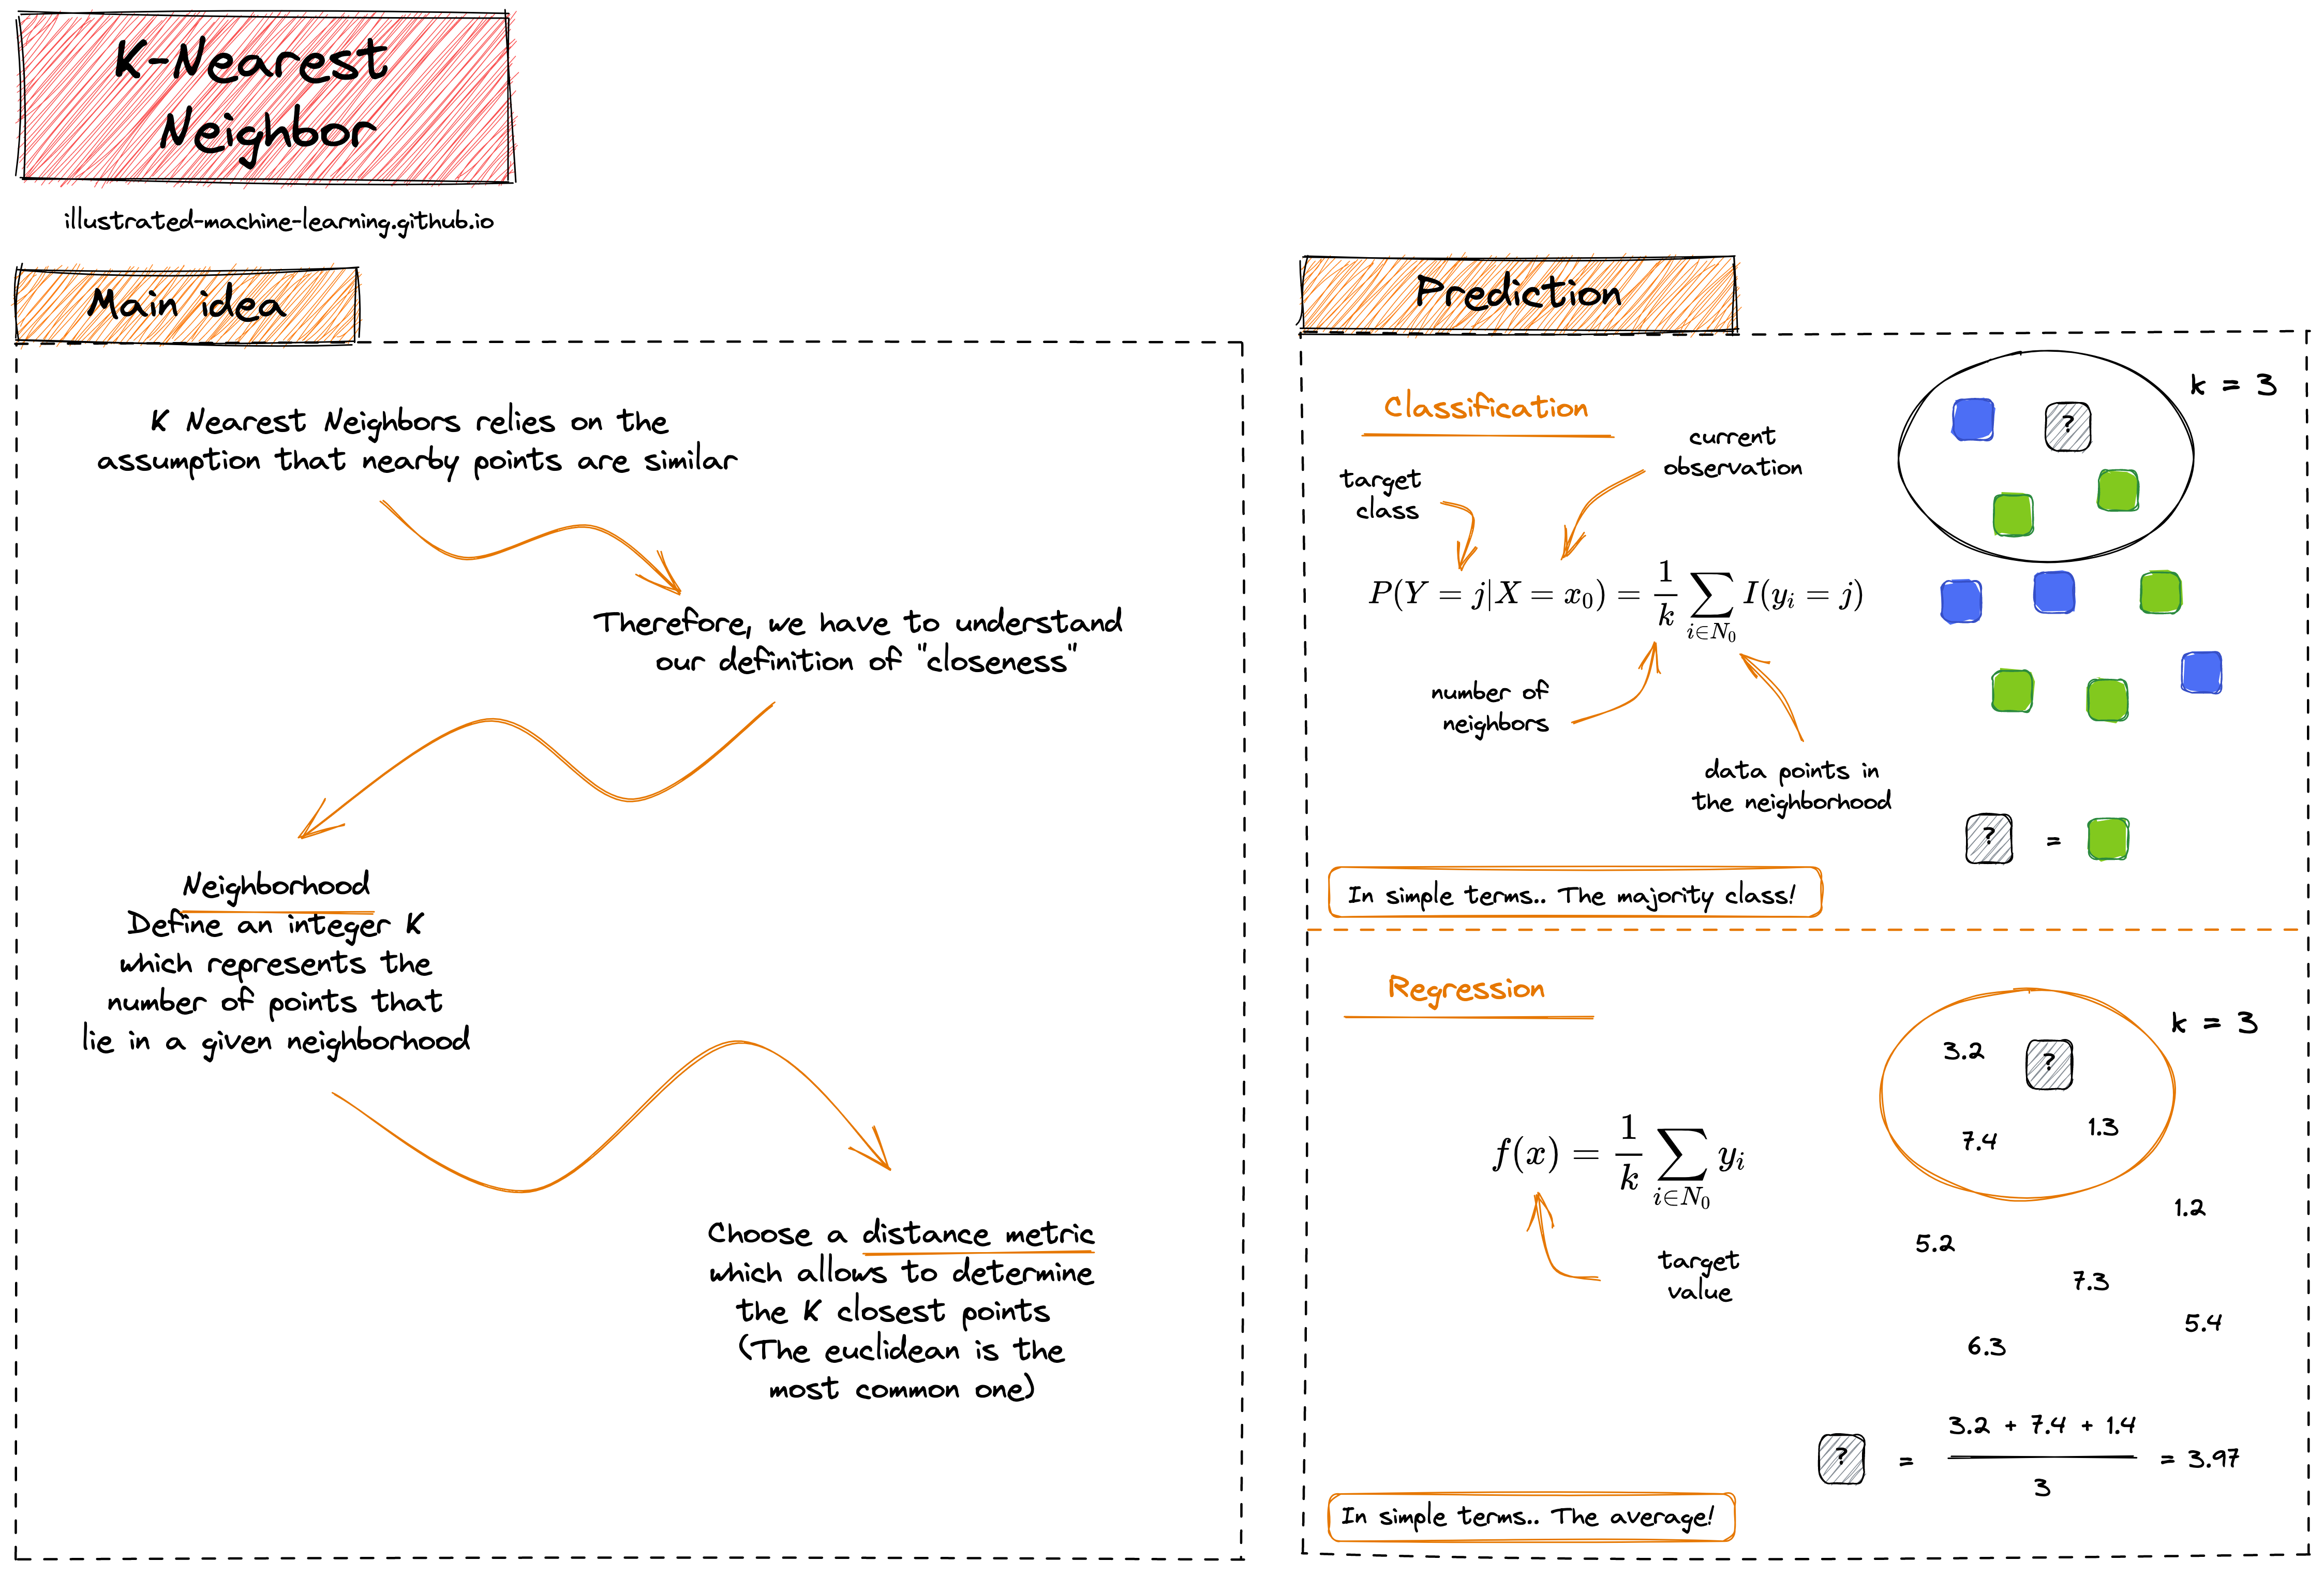 K-Nearest
Neighbor
illustrated-machine-learning.github.io
Main idea
K Nearest Neighbors relies on the
assumption that nearby points are similar
Therefore, we have to understand
our definition of "closeness"
Neighborhood
Define an integer K
which represents the
number of points that
lie in a given neighborhood
Choose a distance metric
which allows to determine
the K closest points
(The euclidean is the
most common one)
Prediction
Classification
target
class
current
observation
P(Y = j|X = x₀) = 1/k ∑ i∈N₀ I(yᵢ = j)
number of
neighbors
data points in
the neighborhood
In simple terms.. The majority class!
k = 3
?
? =
Regression
f(x) = 1/k ∑ i∈N₀ yᵢ
target
value
In simple terms.. The average!
k = 3
3.2 ?
7.4 1.3
1.2
5.2
7.3
5.4
6.3
? = 3.2 + 7.4 + 1.4 / 3 = 3.97